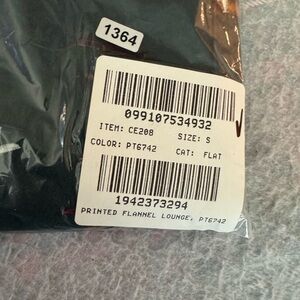 1364
099107534932
ITEM: CE208 SIZE: S
COLOR: PT6742 CAT: FLAT
1942373294
PRINTED FLANNEL LOUNGE, PT6742